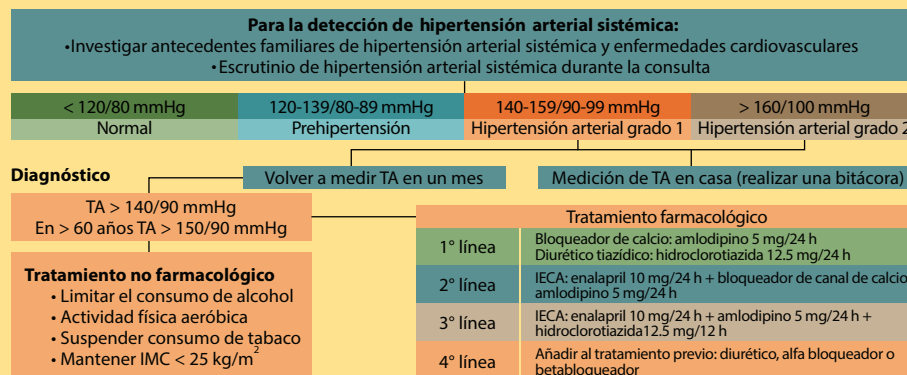 Para la detección de hipertensión arterial sistémica:
•Investigar antecedentes familiares de hipertensión arterial sistémica y enfermedades cardiovasculares
•Escrutinio de hipertensión arterial sistémica durante la consulta
< 120/80 mmHg
Normal
120-139/80-89 mmHg
Prehipertensión
140-159/90-99 mmHg
Hipertensión arterial grado 1
> 160/100 mmHg
Hipertensión arterial grado 2
Volver a medir TA en un mes
Medición de TA en casa (realizar una bitácora)
Diagnóstico
TA > 140/90 mmHg
En > 60 años TA > 150/90 mmHg
Tratamiento no farmacológico
• Limitar el consumo de alcohol
• Actividad física aeróbica
• Suspender consumo de tabaco
• Mantener IMC < 25 kg/m²
Tratamiento farmacológico
1° línea
Bloqueador de calcio: amlodipino 5 mg/24 h
Diurético tiazídico: hidroclorotiazida 12.5 mg/24 h
2° línea
IECA: enalapril 10 mg/24 h + bloqueador de canal de calcio
amlodipino 5 mg/24 h
3° línea
IECA: enalapril 10 mg/24 h + amlodipino 5 mg/24 h +
hidroclorotiazida12.5 mg/12 h
4° línea
Añadir al tratamiento previo: diurético, alfa bloqueador o
betabloqueador